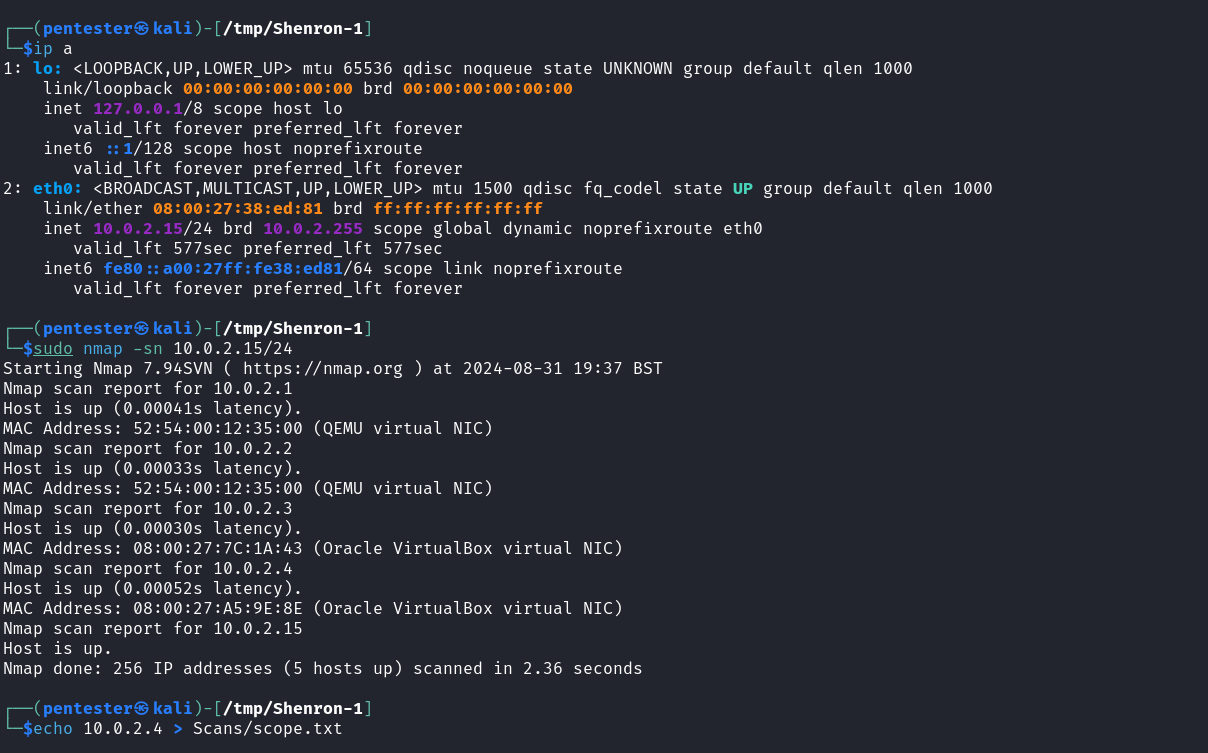 ┌──(pentester㉿kali)-[/tmp/Shenron-1]
└─$ip a
1: lo: <LOOPBACK,UP,LOWER_UP> mtu 65536 qdisc noqueue state UNKNOWN group default qlen 1000
    link/loopback 00:00:00:00:00:00 brd 00:00:00:00:00:00
    inet 127.0.0.1/8 scope host lo
       valid_lft forever preferred_lft forever
    inet6 ::1/128 scope host noprefixroute
       valid_lft forever preferred_lft forever
2: eth0: <BROADCAST,MULTICAST,UP,LOWER_UP> mtu 1500 qdisc fq_codel state UP group default qlen 1000
    link/ether 08:00:27:38:ed:81 brd ff:ff:ff:ff:ff:ff
    inet 10.0.2.15/24 brd 10.0.2.255 scope global dynamic noprefixroute eth0
       valid_lft 577sec preferred_lft 577sec
    inet6 fe80::a00:27ff:fe38:ed81/64 scope link noprefixroute
       valid_lft forever preferred_lft forever

┌──(pentester㉿kali)-[/tmp/Shenron-1]
└─$sudo nmap -sn 10.0.2.15/24
Starting Nmap 7.94SVN ( https://nmap.org ) at 2024-08-31 19:37 BST
Nmap scan report for 10.0.2.1
Host is up (0.00041s latency).
MAC Address: 52:54:00:12:35:00 (QEMU virtual NIC)
Nmap scan report for 10.0.2.2
Host is up (0.00033s latency).
MAC Address: 52:54:00:12:35:00 (QEMU virtual NIC)
Nmap scan report for 10.0.2.3
Host is up (0.00030s latency).
MAC Address: 08:00:27:7C:1A:43 (Oracle VirtualBox virtual NIC)
Nmap scan report for 10.0.2.4
Host is up (0.00052s latency).
MAC Address: 08:00:27:A5:9E:8E (Oracle VirtualBox virtual NIC)
Nmap scan report for 10.0.2.15
Host is up.
Nmap done: 256 IP addresses (5 hosts up) scanned in 2.36 seconds

┌──(pentester㉿kali)-[/tmp/Shenron-1]
└─$echo 10.0.2.4 > Scans/scope.txt